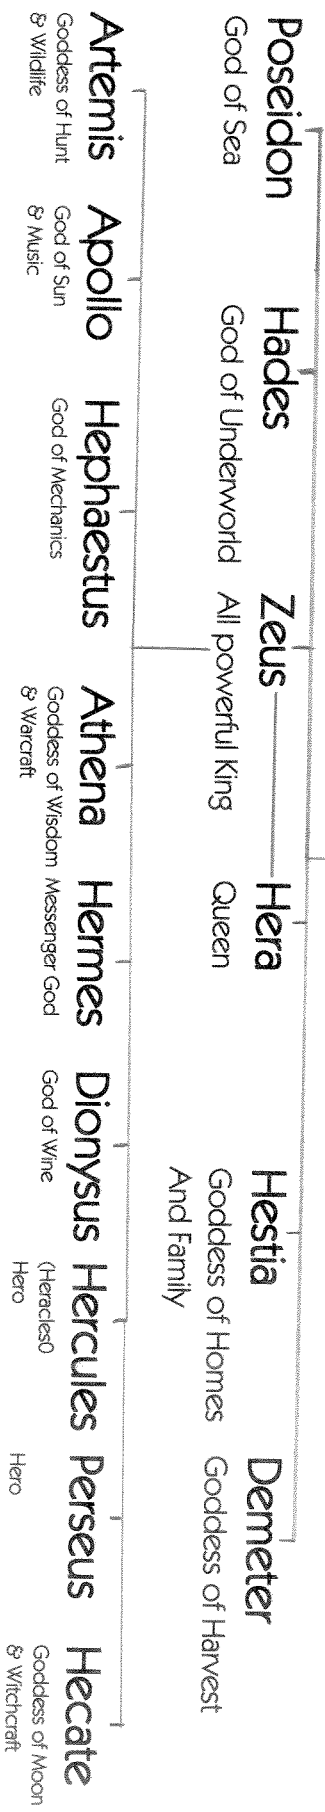 Poseidon
God of Sea
Hades
God of Underworld
Zeus
All powerful King
Hera
Queen
Hestia
Goddess of Homes
And Family
Demeter
Goddess of Harvest
Artemis
Goddess of Hunt
& Wildlife
Apollo
God of Sun
& Music
Hephaestus
God of Mechanics
Athena
Goddess of Wisdom
& Warcraft
Hermes
Messenger God
Dionysus
God of Wine
Hercules
(Heracles0
Hero
Perseus
Hero
Hecate
Goddess of Moon
& Witchcraft